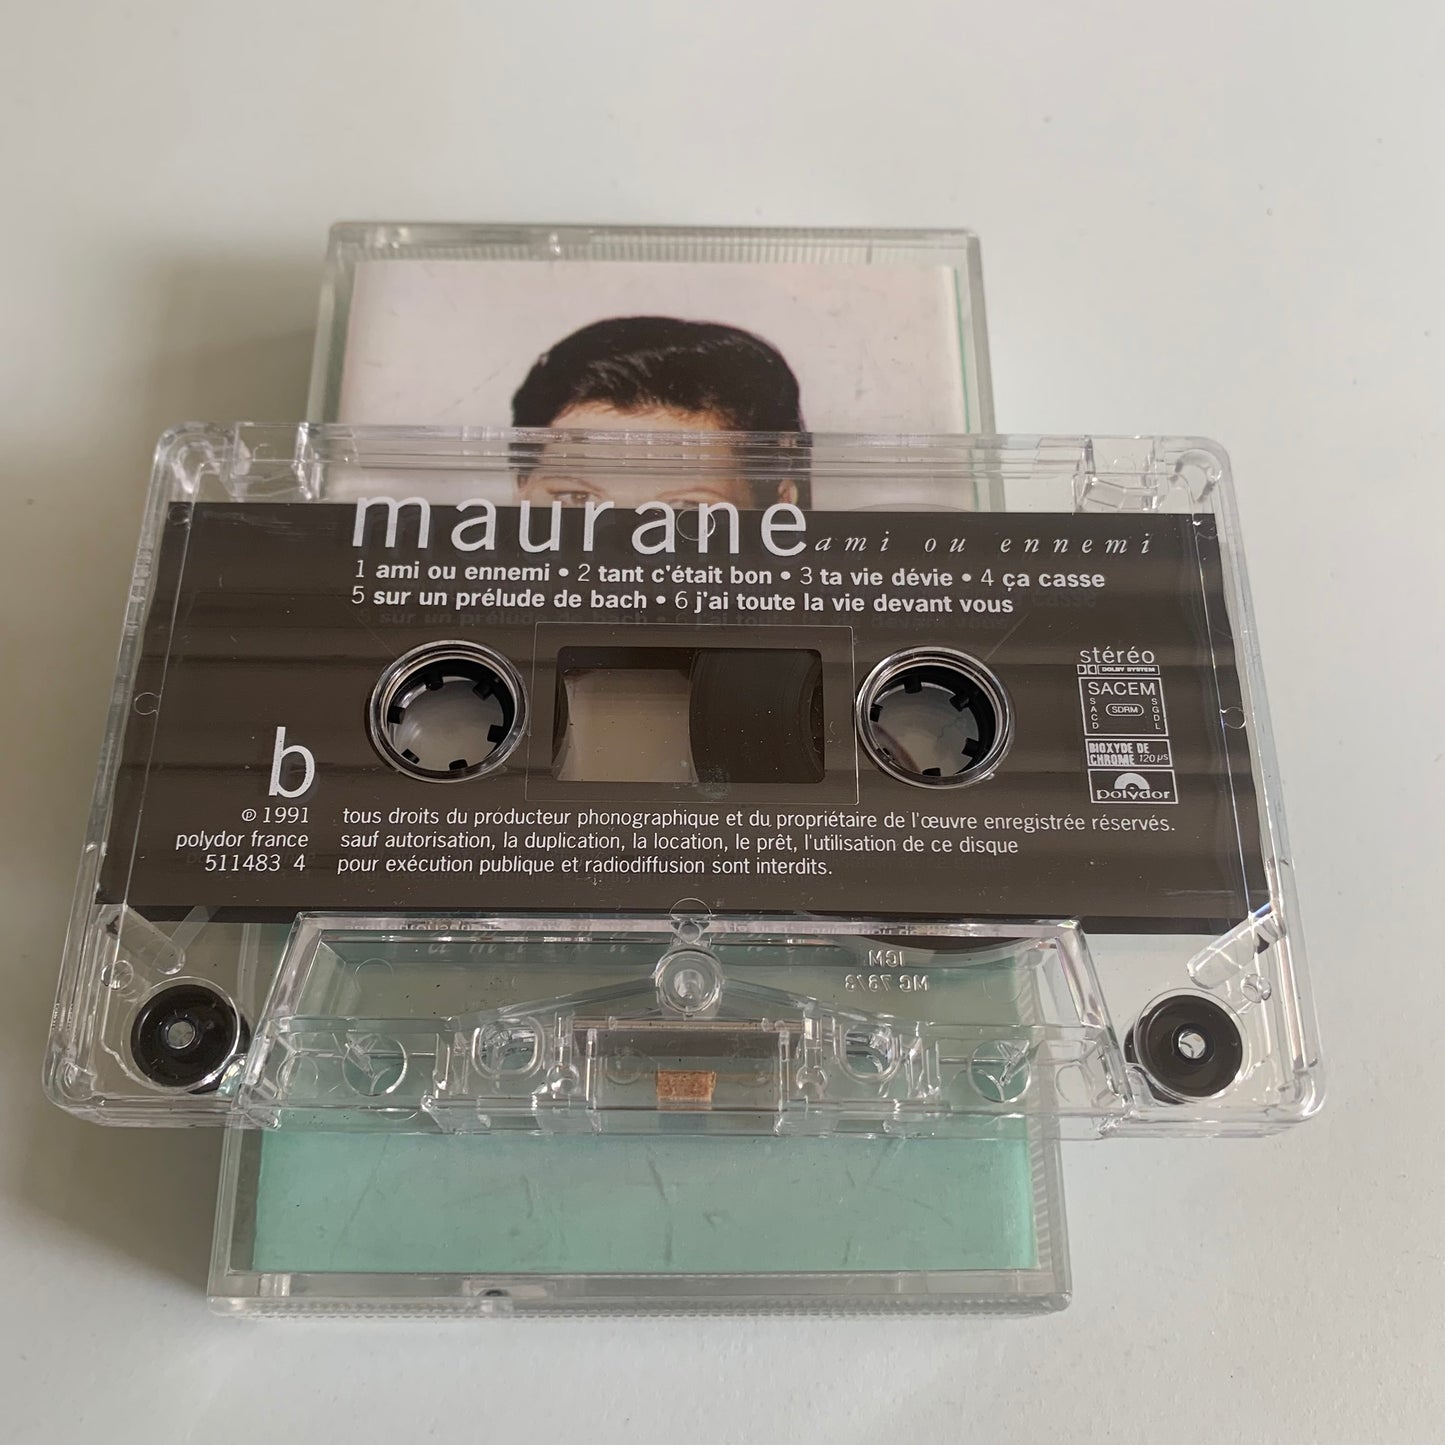 maurane ami ou ennemi
1 ami ou ennemi • 2 tant c'était bon • 3 ta vie dévie • 4 ça casse
5 sur un prélude de bach • 6 j'ai toute la vie devant vous
stéréo
DOLBY SYSTEM
SACEM
SACD SDRM SGDL
BIOXYDE DE
CHROME 120 µs
polydor
b
℗ 1991
polydor france
511483 4
tous droits du producteur phonographique et du propriétaire de l'œuvre enregistrée réservés.
sauf autorisation, la duplication, la location, le prêt, l'utilisation de ce disque
pour exécution publique et radiodiffusion sont interdits.